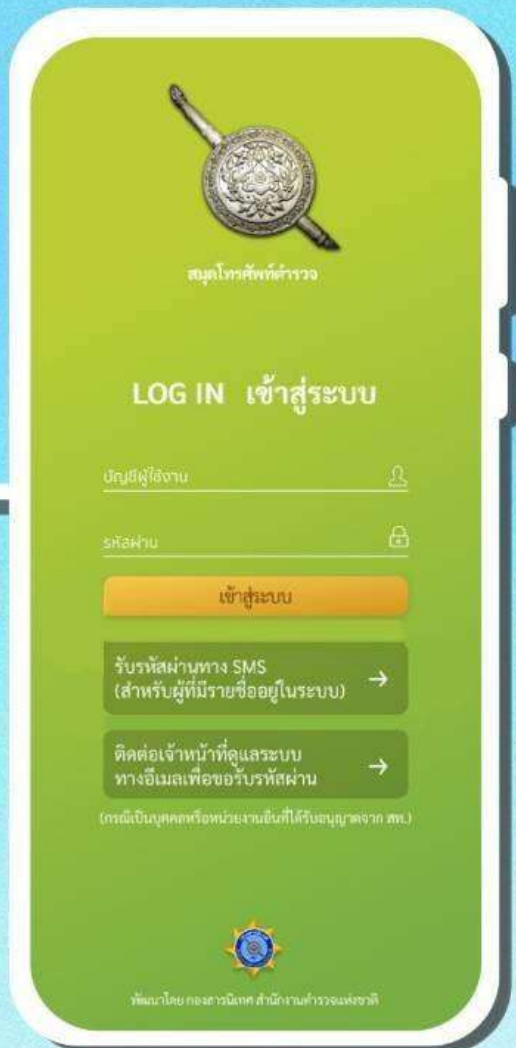 สมุดโทรศัพท์ตำรวจ
LOG IN เข้าสู่ระบบ
บัญชีผู้ใช้งาน
รหัสผ่าน
เข้าสู่ระบบ
รับรหัสผ่านทาง SMS
(สำหรับผู้ที่มีรายชื่ออยู่ในระบบ)
ติดต่อเจ้าหน้าที่ดูแลระบบ
ทางอีเมลเพื่อขอรับรหัสผ่าน
(กรณีเป็นบุคคลหรือหน่วยงานอื่นที่ได้รับอนุญาตจาก สท.)
พัฒนาโดย กองสารนิเทศ สำนักงานตำรวจแห่งชาติ